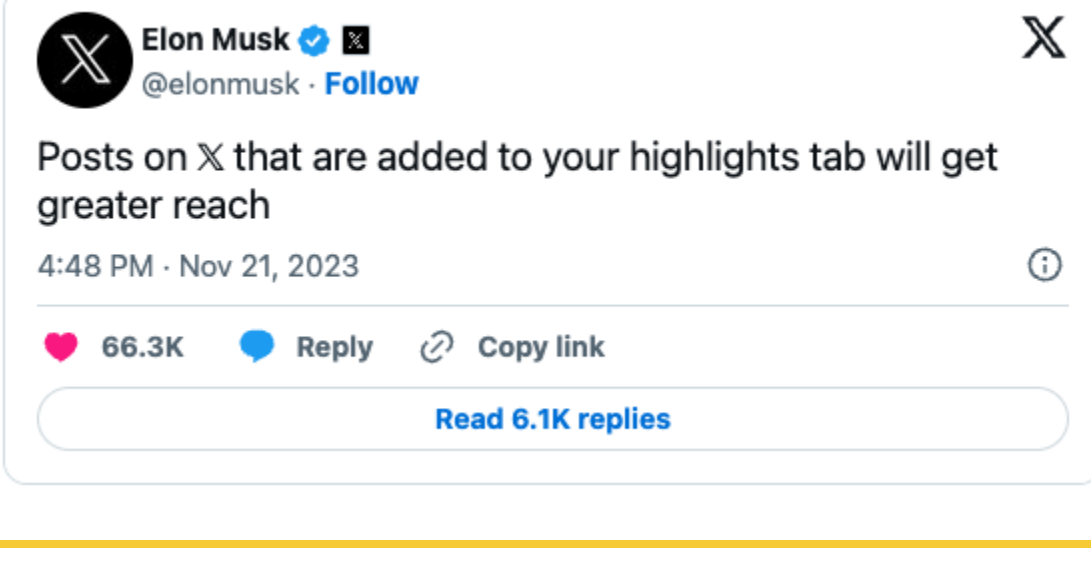 Elon Musk
@elonmusk · Follow
Posts on 𝕏 that are added to your highlights tab will get
greater reach
4:48 PM · Nov 21, 2023
66.3K Reply Copy link
Read 6.1K replies